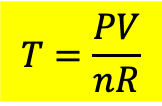 T = PV / nR